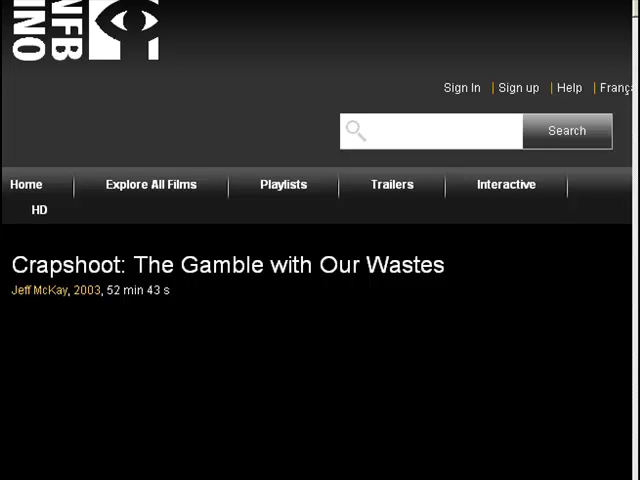 ONF
NFB
Sign In | Sign up | Help | Franç
Search
Home
Explore All Films
Playlists
Trailers
Interactive
HD
Crapshoot: The Gamble with Our Wastes
Jeff McKay, 2003, 52 min 43 s